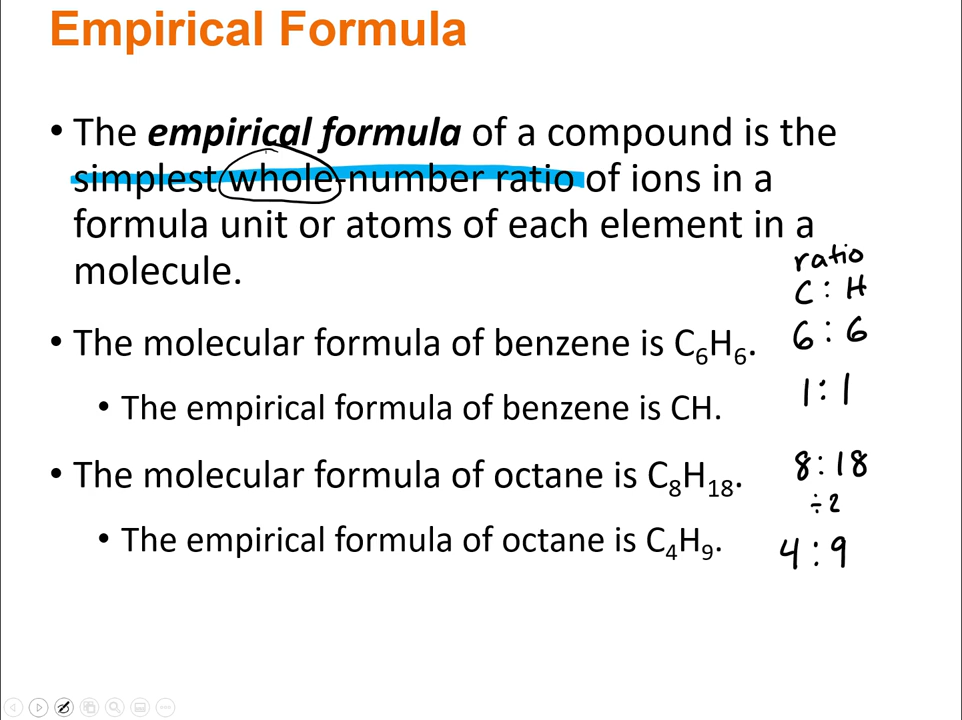 Empirical Formula
• The empirical formula of a compound is the
simplest whole-number ratio of ions in a
formula unit or atoms of each element in a
molecule.
ratio
C : H
• The molecular formula of benzene is C₆H₆.
6 : 6
• The empirical formula of benzene is CH.
1 : 1
• The molecular formula of octane is C₈H₁₈.
8 : 18
÷2
• The empirical formula of octane is C₄H₉.
4 : 9